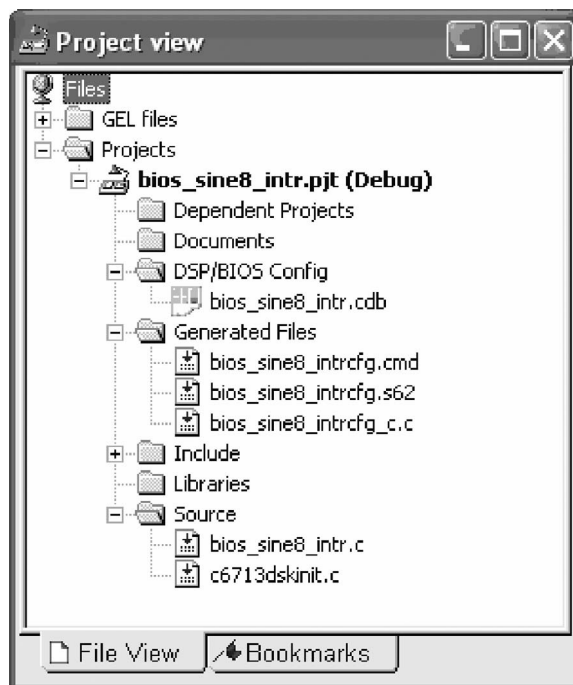 Project view
Files
GEL files
Projects
bios_sine8_intr.pjt (Debug)
Dependent Projects
Documents
DSP/BIOS Config
bios_sine8_intr.cdb
Generated Files
bios_sine8_intrcfg.cmd
bios_sine8_intrcfg.s62
bios_sine8_intrcfg_c.c
Include
Libraries
Source
bios_sine8_intr.c
c6713dskinit.c
File View Bookmarks